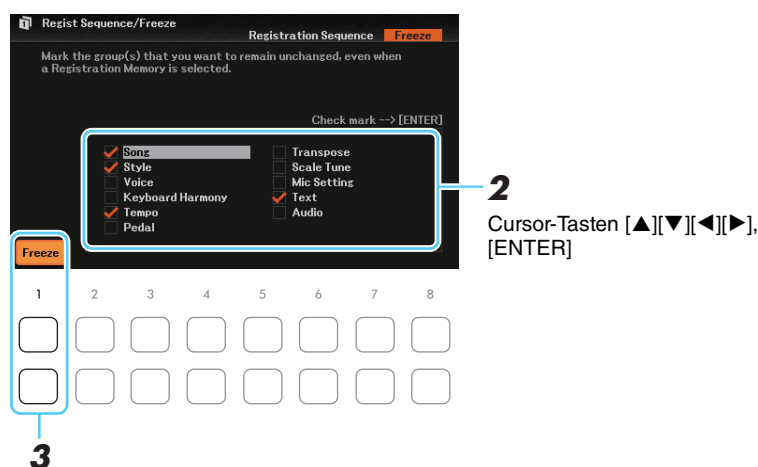 Regist Sequence/Freeze
Registration Sequence Freeze
Mark the group(s) that you want to remain unchanged, even when
a Registration Memory is selected.
Check mark --> [ENTER]
Song
Style
Voice
Keyboard Harmony
Tempo
Pedal
Transpose
Scale Tune
Mic Setting
Text
Audio
2
Cursor-Tasten [▲][▼][◀][▶],
[ENTER]
Freeze
1 2 3 4 5 6 7 8
3